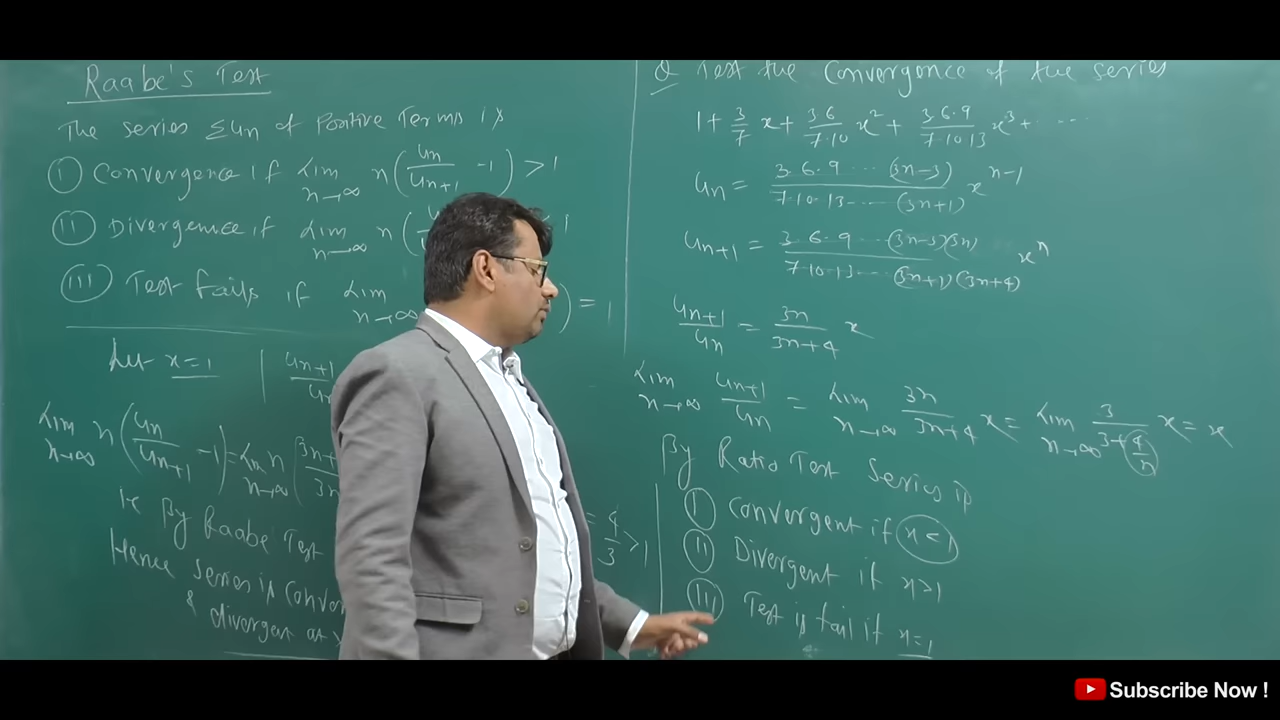 Raabe's Test
The series Σun of Positive Terms is
(i) Convergence if Lim n→∞ n(un/un+1 -1) > 1
(ii) Divergence if Lim n→∞ n( 1
(iii) Test fails if Lim n→∞ ) = 1
Let x=1 | un+1/un
Lim n→∞ n(un/un+1 -1) = Lim n→∞ n(3n+ /3n = 4/3 > 1
By Raabe Test
Hence series is conver
& divergent at
Q Test the Convergence of the series
1 + 3/7 x + 3·6/7·10 x² + 3·6·9/7·10·13 x³ + ......
un = 3·6·9 ... (3n-3)/7·10·13 .... (3n+1) x^n-1
un+1 = 3·6·9 ... (3n-3)(3n)/7·10·13 .... (3n+1)(3n+4) x^n
un+1/un = 3n/3n+4 x
Lim n→∞ un+1/un = Lim n→∞ 3n/3n+4 x = Lim n→∞ 3/3+4/n x = x
By Ratio Test Series is
(i) Convergent if x<1
(ii) Divergent if x>1
(iii) Test is fail if x=1
Subscribe Now !